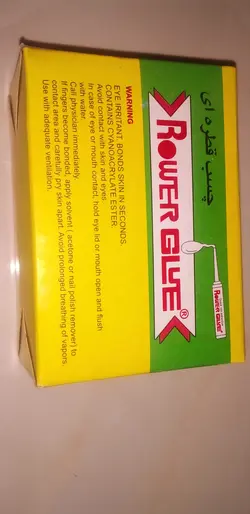 چسب قطره ای
ROWER GLUE®
ROWER GLUE®
WARNING
EYE IRRITANT. BONDS SKIN IN SECONDS.
CONTAINS CYANOACRYLATE ESTER.
Avoid contact with skin and eyes
In case of eye or mouth contact, hold eye lid or mouth open and flush
with water.
Call physician immediately
If fingers become bonded, apply solvent ( acetone or nail polish remover) to
contact area and carefully pry skin apart. Avoid prolonged breathing of vapors.
Use with adequate ventilation.